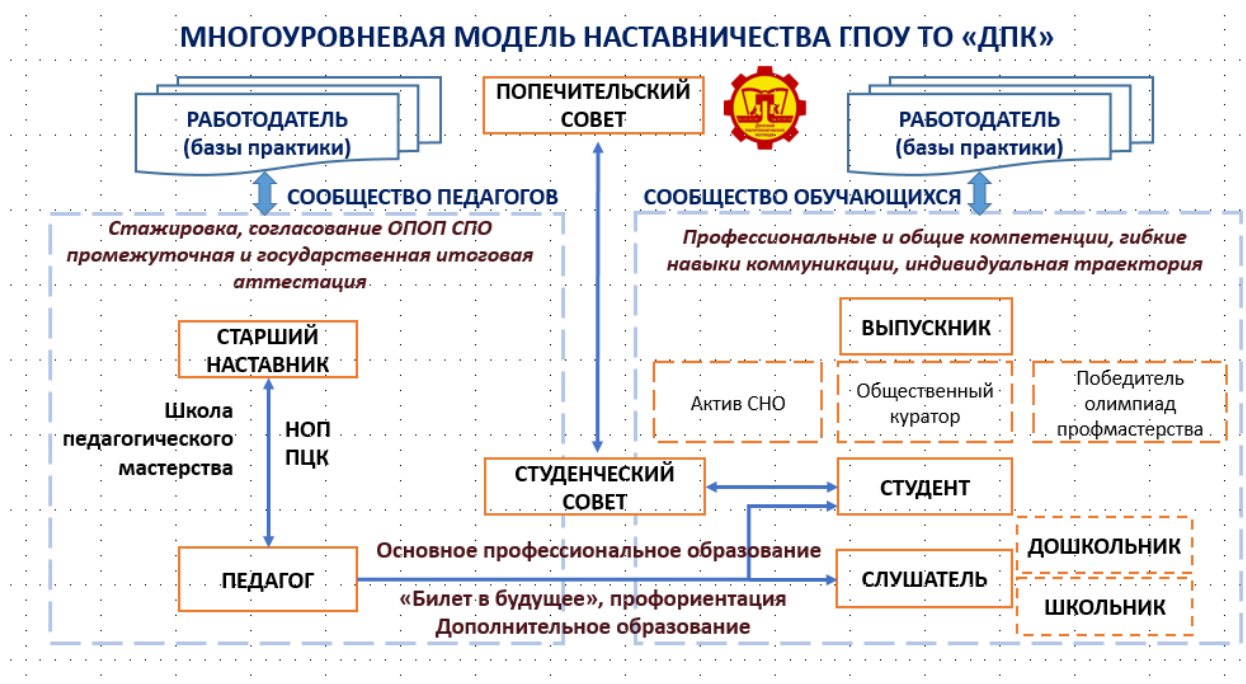 МНОГОУРОВНЕВАЯ МОДЕЛЬ НАСТАВНИЧЕСТВА ГПОУ ТО «ДПК»
РАБОТОДАТЕЛЬ
(базы практики)
ПОПЕЧИТЕЛЬСКИЙ
СОВЕТ
РАБОТОДАТЕЛЬ
(базы практики)
СООБЩЕСТВО ПЕДАГОГОВ
СООБЩЕСТВО ОБУЧАЮЩИХСЯ
Стажировка, согласование ОПОП СПО
промежуточная и государственная итоговая
аттестация
Профессиональные и общие компетенции, гибкие
навыки коммуникации, индивидуальная траектория
СТАРШИЙ
НАСТАВНИК
ВЫПУСКНИК
Актив СНО
Общественный
куратор
Победитель
олимпиад
профмастерства
Школа
педагогического
мастерства
НОП
ПЦК
СТУДЕНЧЕСКИЙ
СОВЕТ
СТУДЕНТ
ПЕДАГОГ
Основное профессиональное образование
«Билет в будущее», профориентация
Дополнительное образование
СЛУШАТЕЛЬ
ДОШКОЛЬНИК
ШКОЛЬНИК